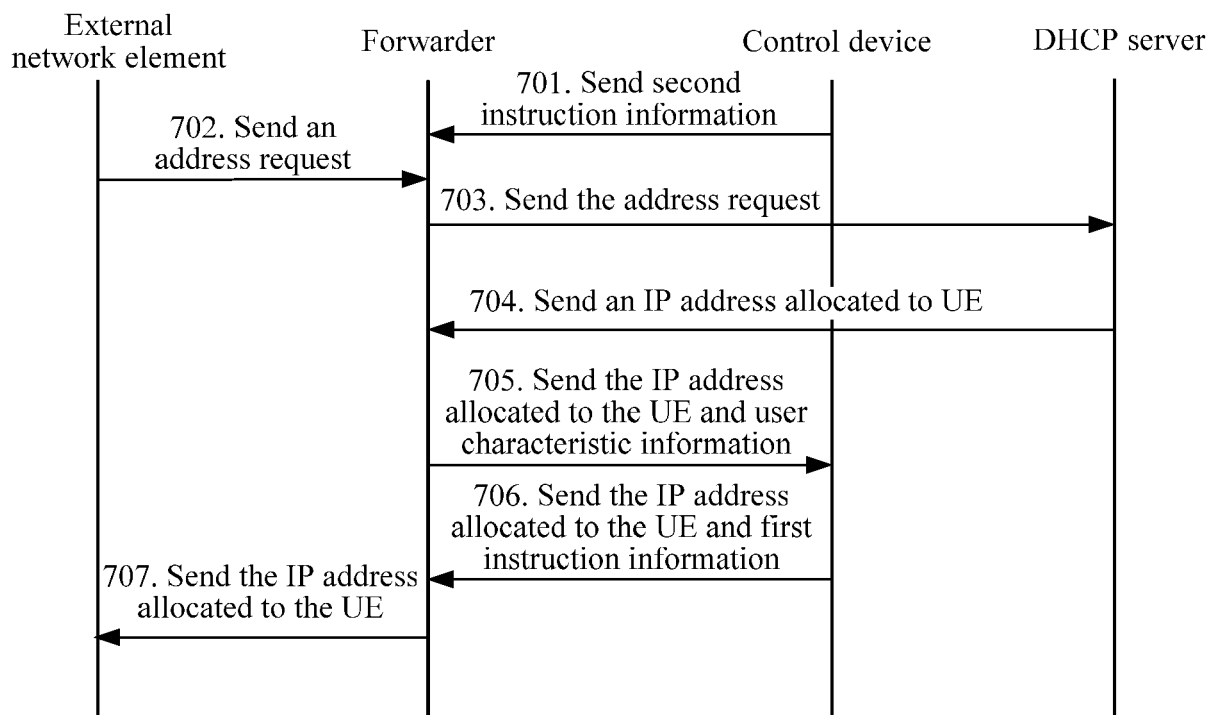 External
network element
Forwarder
Control device
DHCP server
701. Send second
instruction information
702. Send an
address request
703. Send the address request
704. Send an IP address allocated to UE
705. Send the IP address
allocated to the UE and user
characteristic information
706. Send the IP address
allocated to the UE and first
instruction information
707. Send the IP address
allocated to the UE